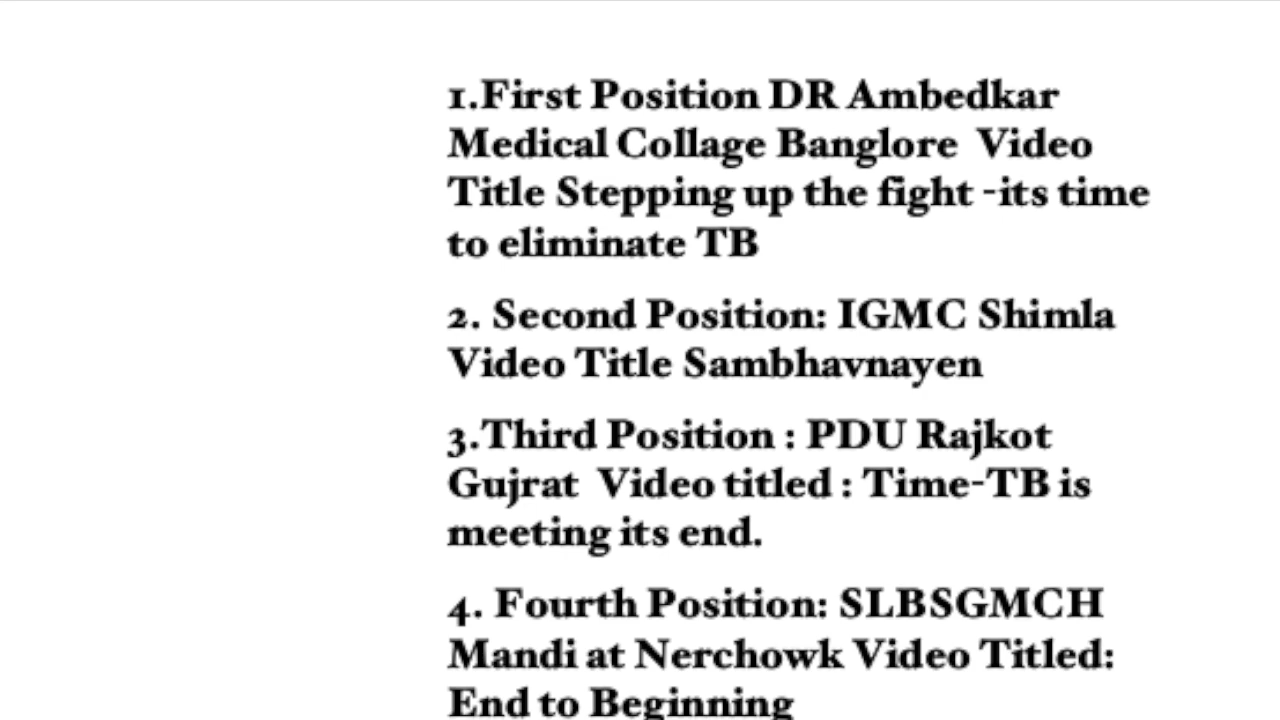 1.First Position DR Ambedkar
Medical Collage Banglore Video
Title Stepping up the fight -its time
to eliminate TB
2. Second Position: IGMC Shimla
Video Title Sambhavnayen
3.Third Position : PDU Rajkot
Gujrat Video titled : Time-TB is
meeting its end.
4. Fourth Position: SLBSGMCH
Mandi at Nerchowk Video Titled:
End to Beginning